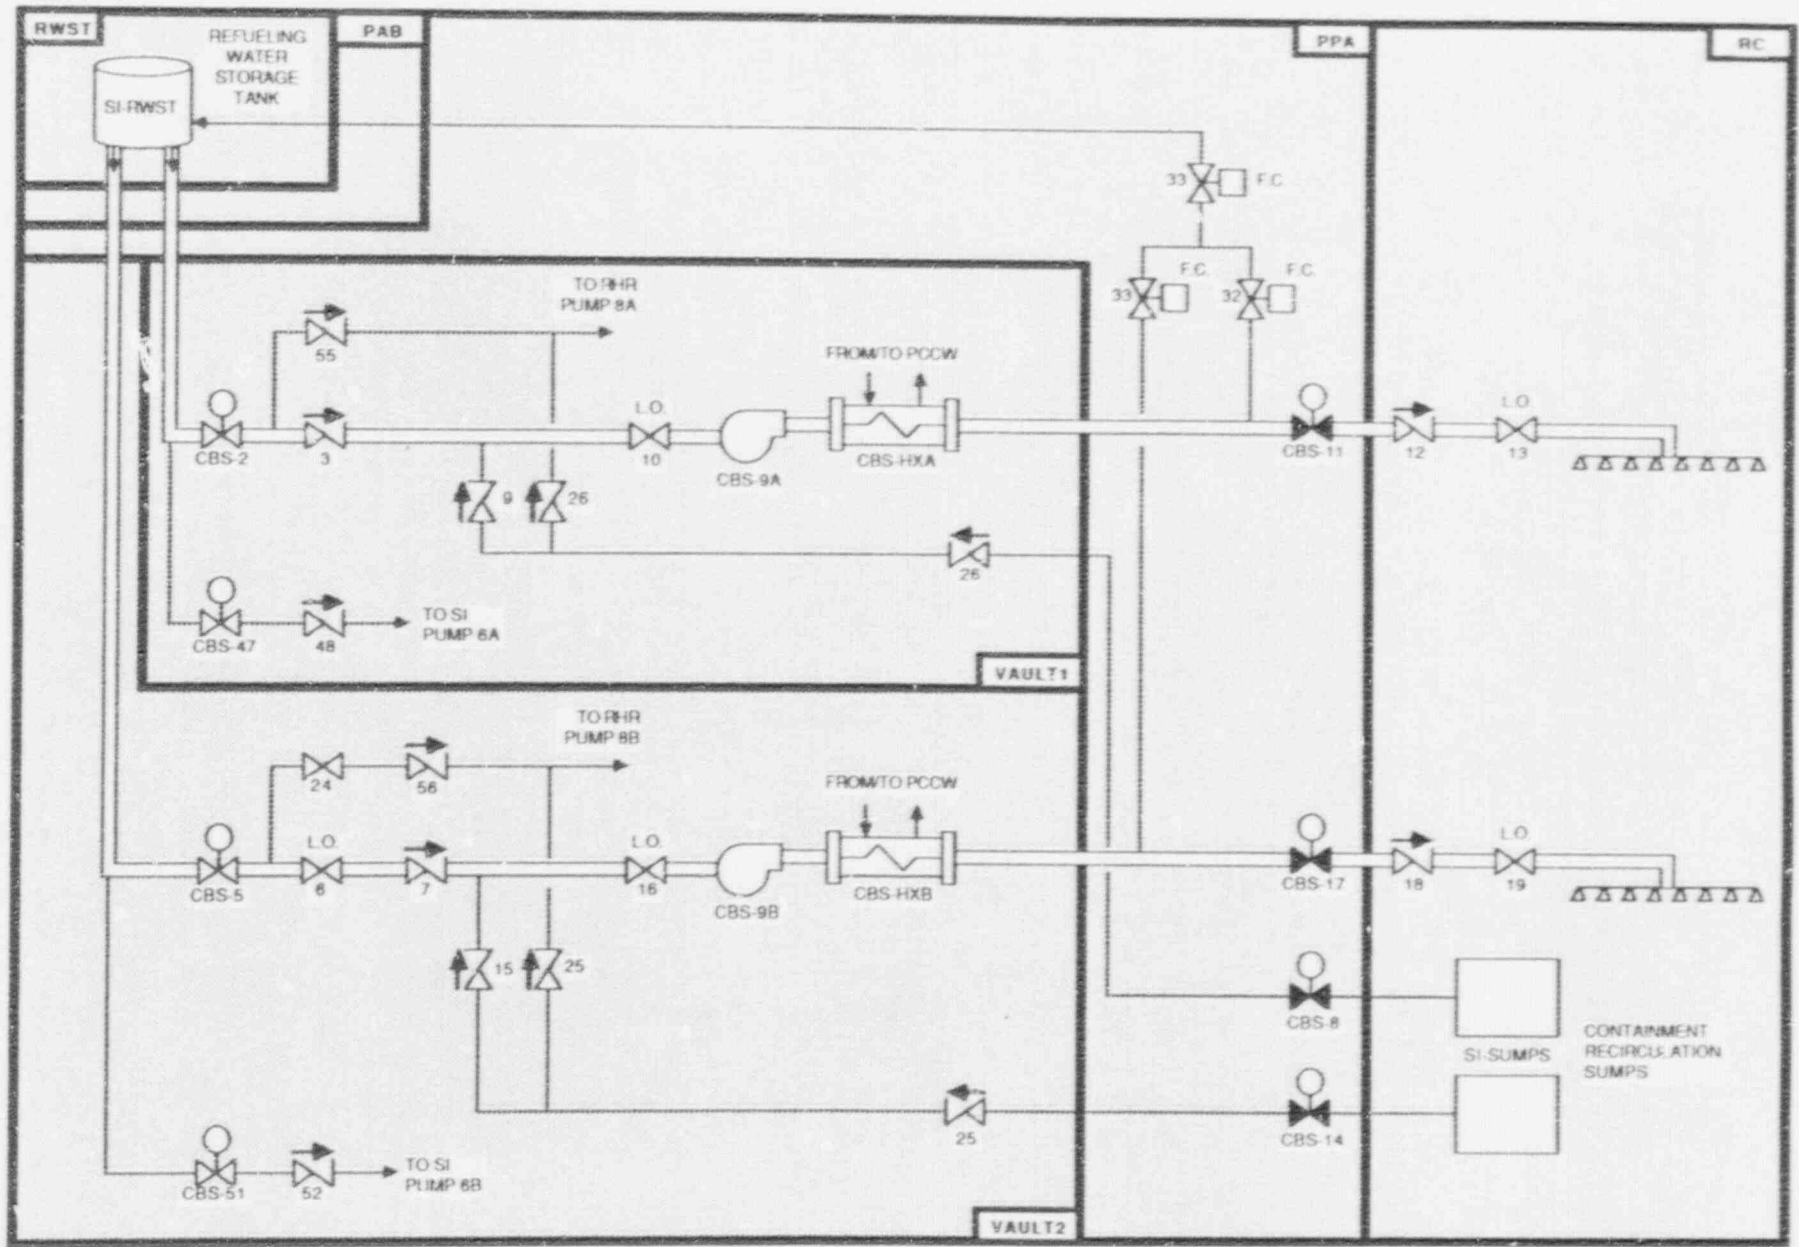 RWST
PAB
PPA
RC
REFUELING
WATER
STORAGE
TANK
SI-RWST
33
F.C.
F.C.
F.C.
33
32
TO RHR
PUMP 8A
55
FROM/TO PCCW
L.O.
L.O.
CBS-2
3
10
CBS-9A
CBS-HXA
CBS-11
12
13
9
26
26
TO SI
PUMP 6A
CBS-47
48
VAULT1
TO RHR
PUMP 8B
24
56
FROM/TO PCCW
L.O.
L.O.
L.O.
CBS-5
6
7
16
CBS-9B
CBS-HXB
CBS-17
18
19
15
25
CBS-8
SI-SUMPS
CONTAINMENT
RECIRCULATION
SUMPS
25
CBS-14
TO SI
PUMP 6B
CBS-51
52
VAULT2